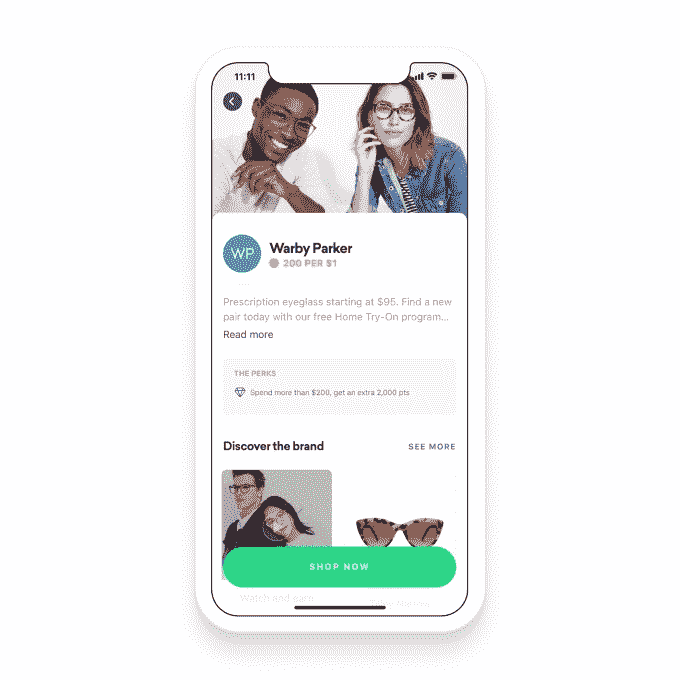 11:11
WP
Warby Parker
200 PER $1
Prescription eyeglass starting at $95. Find a new
pair today with our free Home Try-On program...
Read more
THE PERKS
Spend more than $200, get an extra 2,000 pts
Discover the brand
SEE MORE
SHOP NOW
Watch and earn